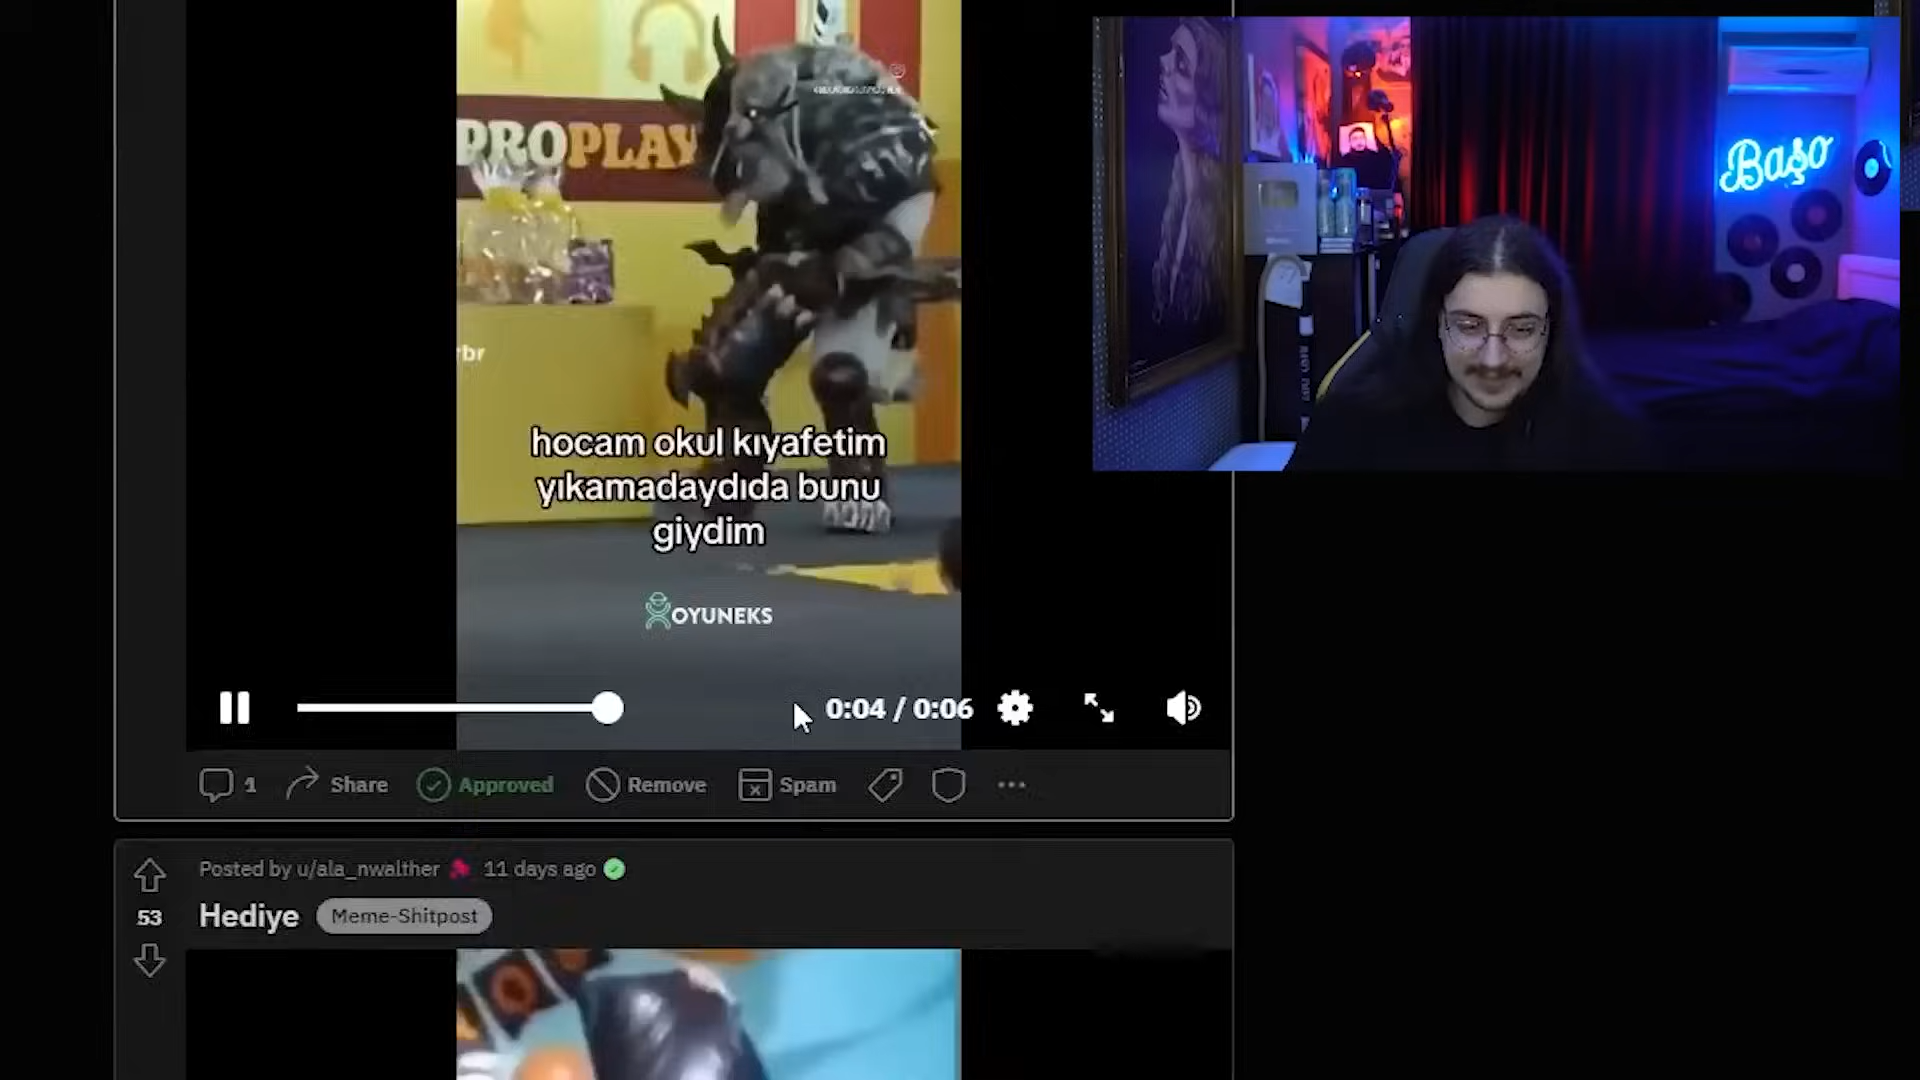 PROPLAY
rbr
hocam okul kıyafetim
yıkamadaydıda bunu
giydim
OYUNEKS
0:04 / 0:06
1
Share
Approved
Remove
Spam
Posted by u/ala_nwalther 11 days ago
53
Hediye
Meme-Shitpost
Başo